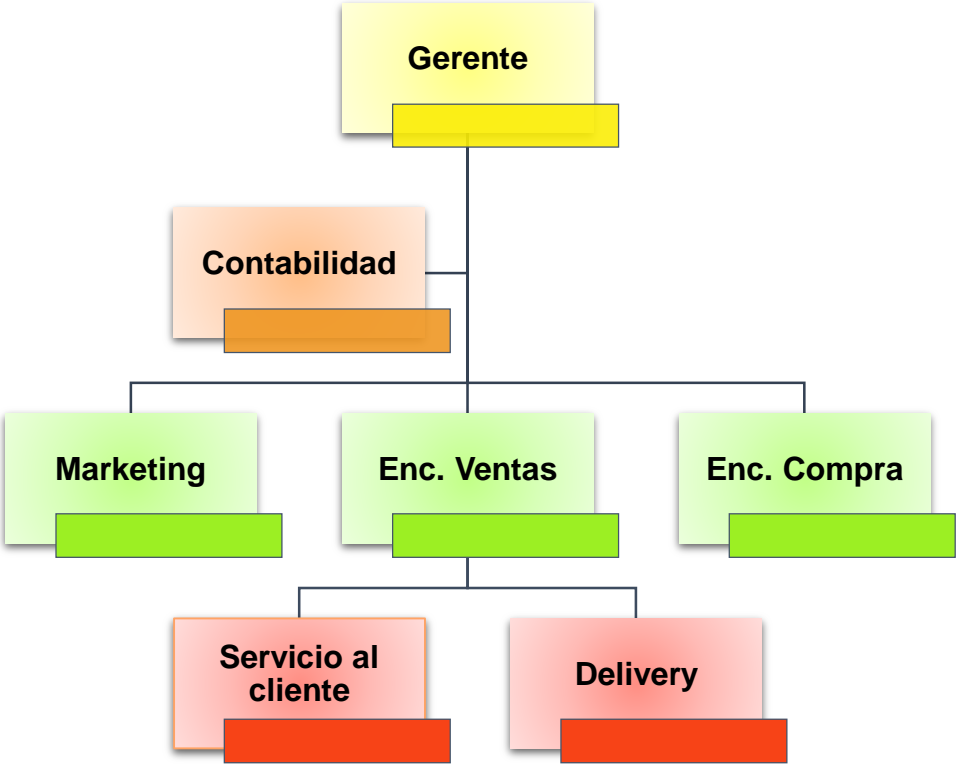 Gerente
Contabilidad
Marketing
Enc. Ventas
Enc. Compra
Servicio al
cliente
Delivery